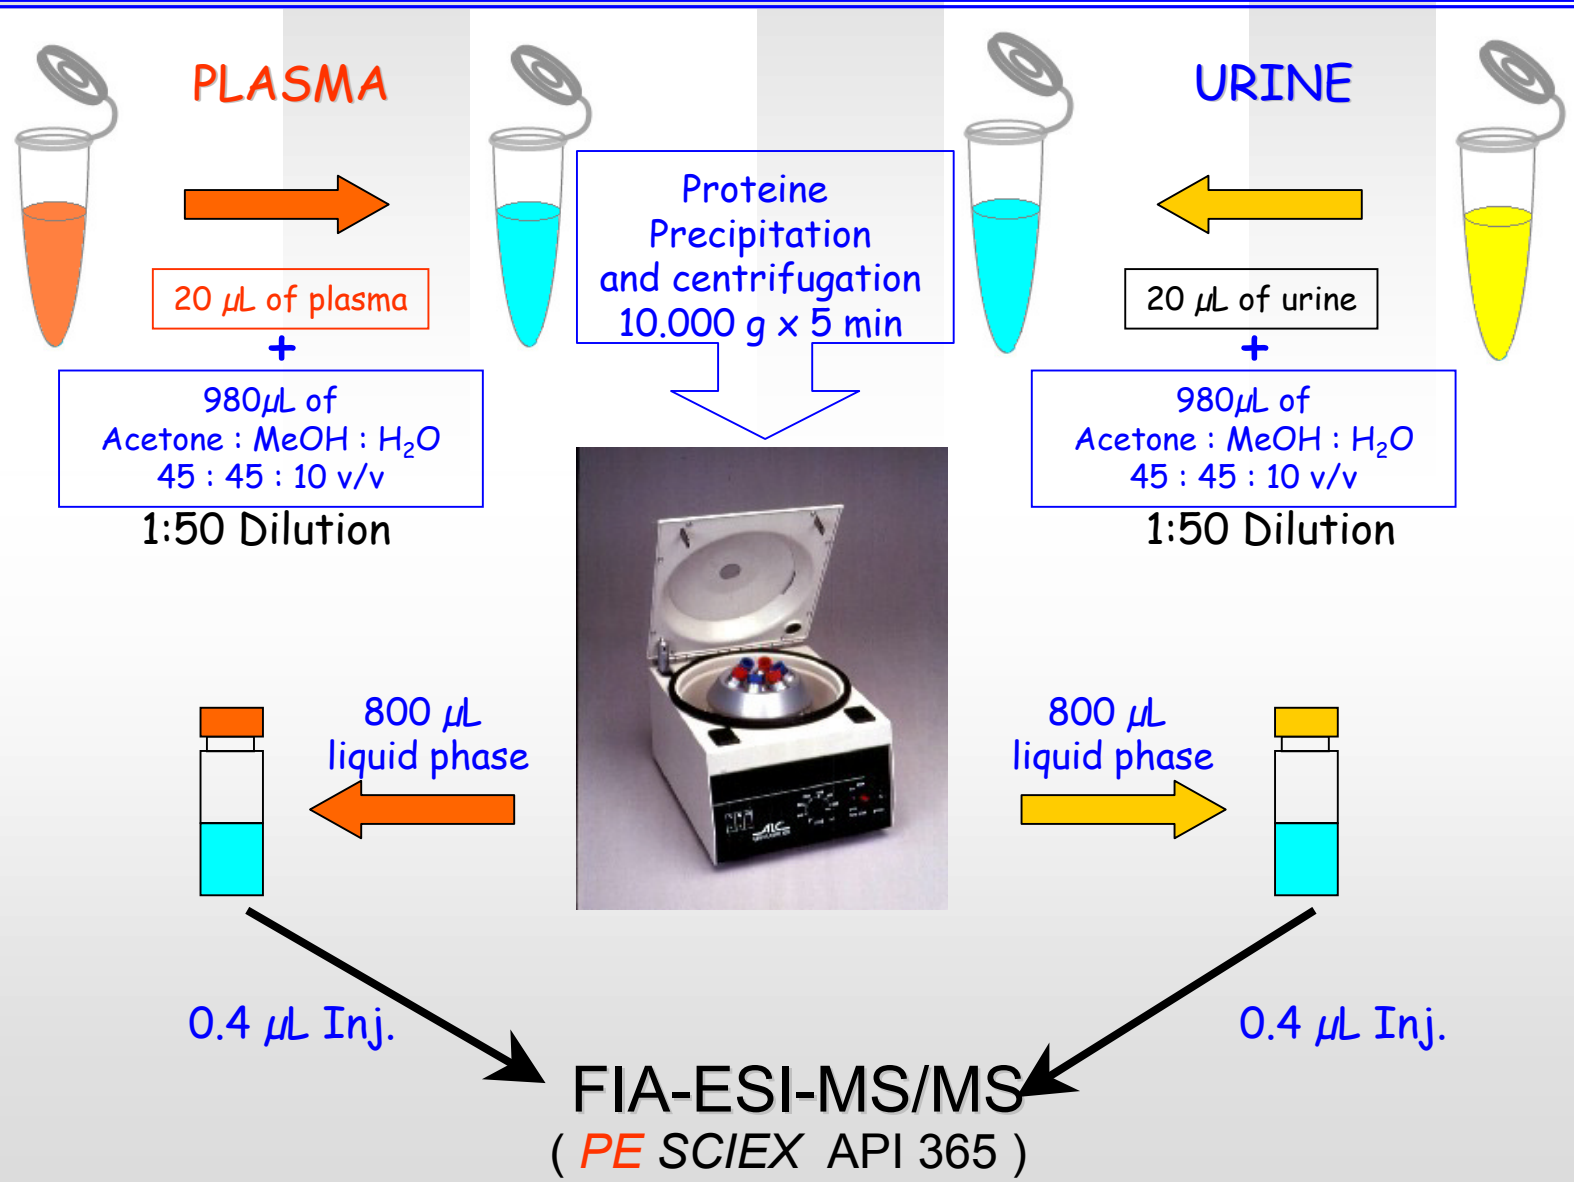 PLASMA
URINE
Proteine
Precipitation
and centrifugation
10.000 g x 5 min
20 µL of plasma
+
980µL of
Acetone : MeOH : H₂O
45 : 45 : 10 v/v
1:50 Dilution
20 µL of urine
+
980µL of
Acetone : MeOH : H₂O
45 : 45 : 10 v/v
1:50 Dilution
800 µL
liquid phase
800 µL
liquid phase
ALC
0.4 µL Inj.
0.4 µL Inj.
FIA-ESI-MS/MS
( PE SCIEX API 365 )